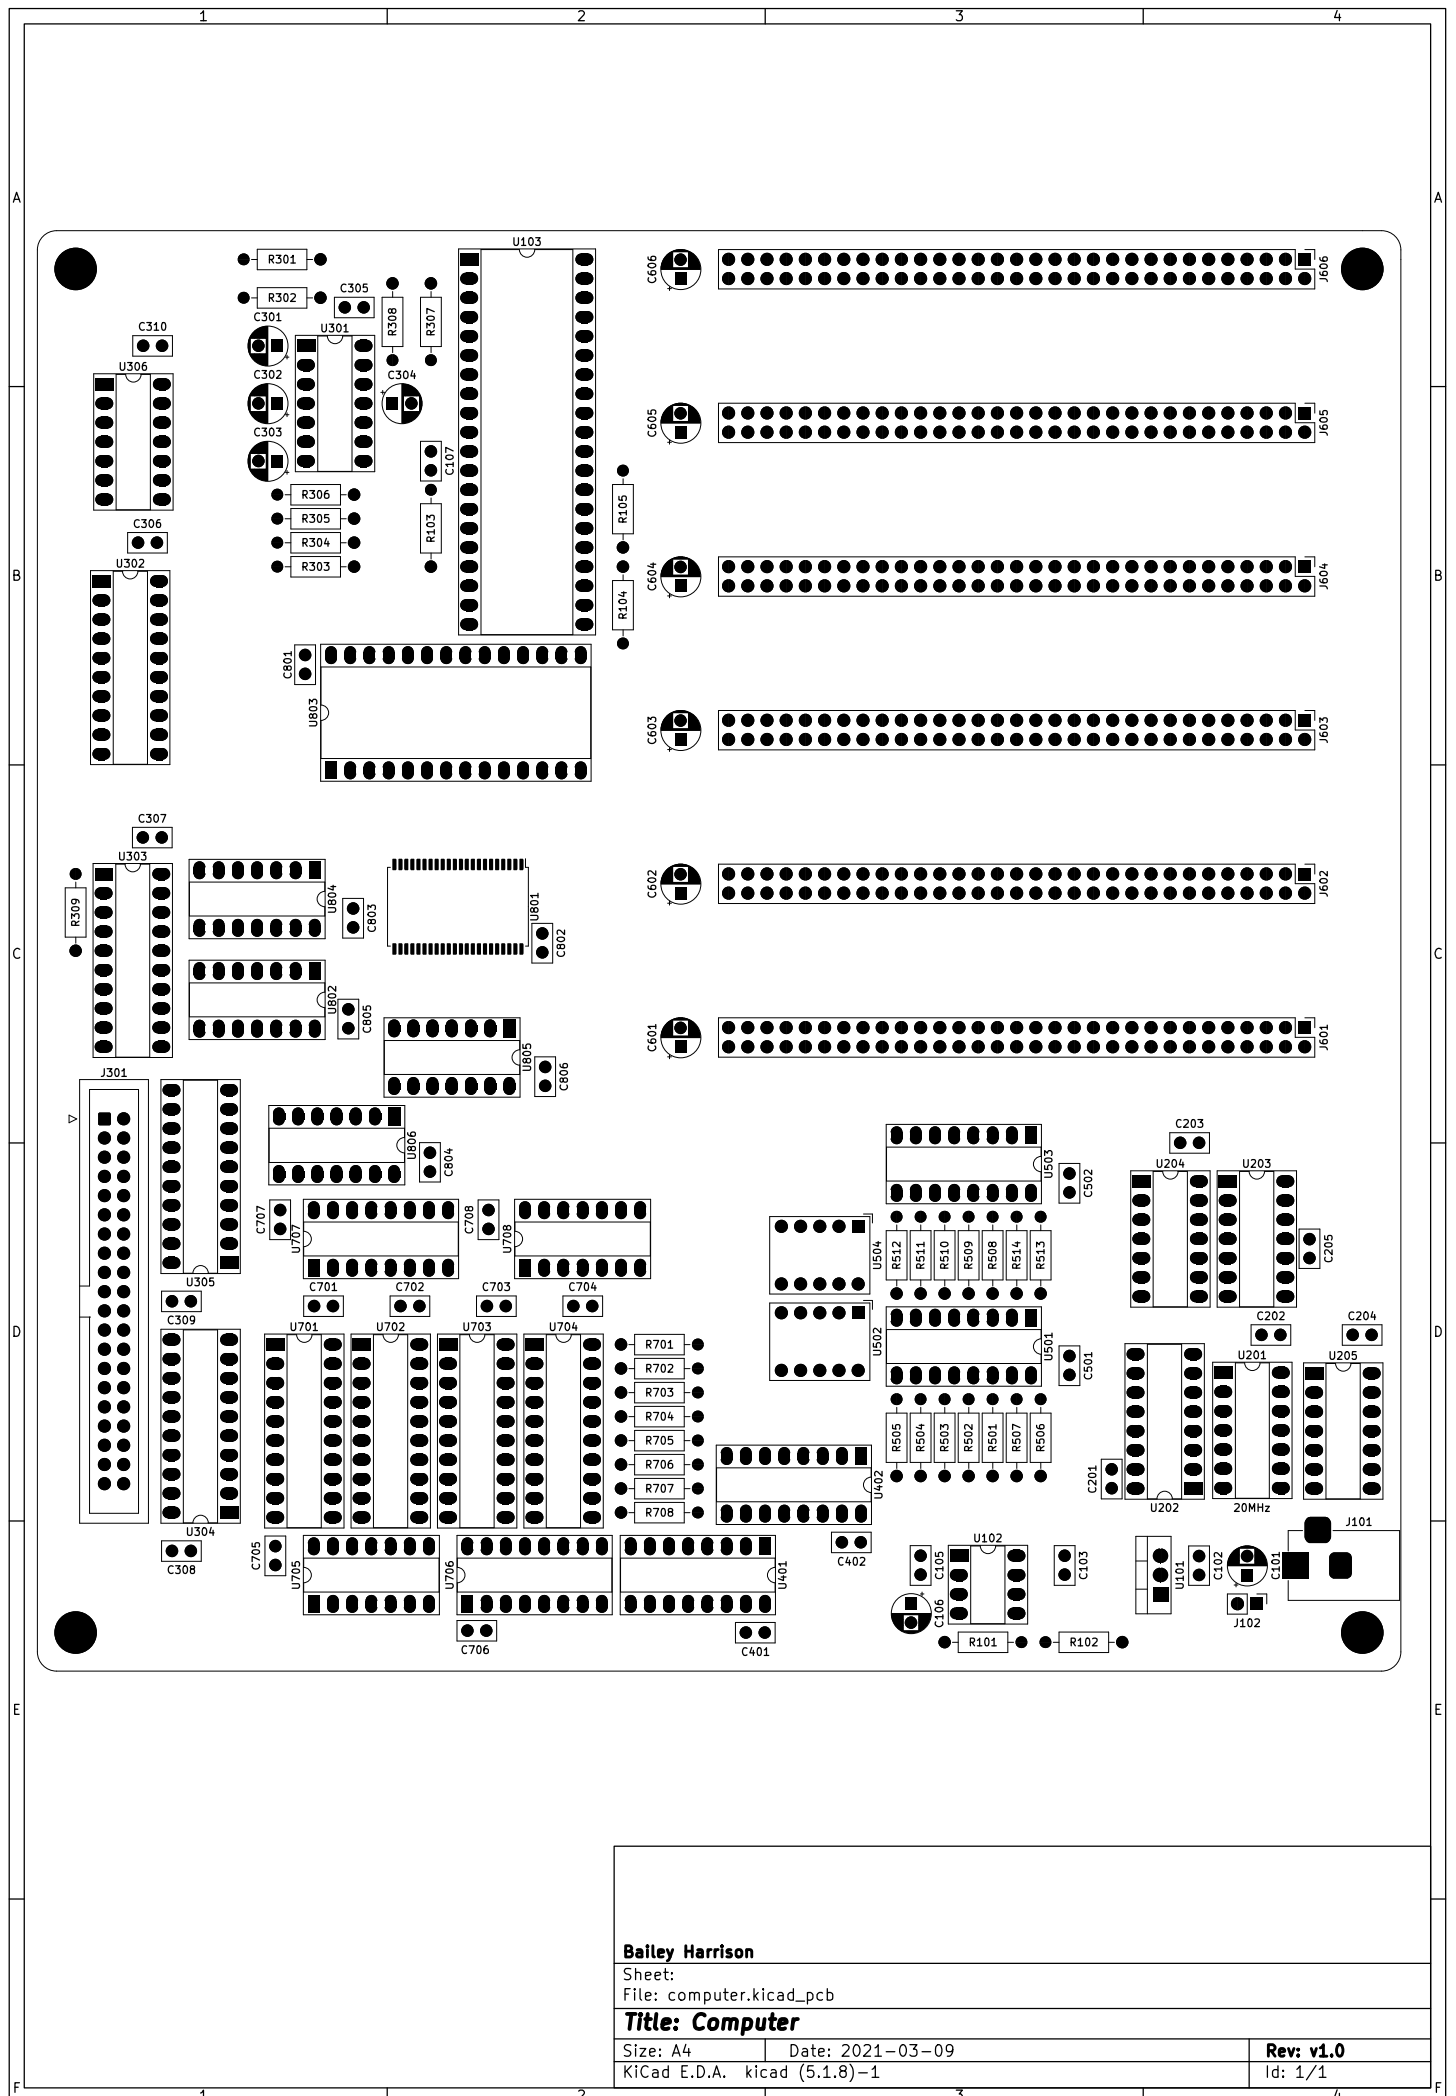 1 2 3 4
A A
U103
R301
C606
J606
R302
C305
R308
R307
C301
C310
U301
U306
C302
C304
C605
J605
C303
C107
R306
R105
R305
R103
C306
R304
U302
R303
C604
J604
B B
R104
C801
U803
C603
J603
C307
U303
U804
C803
U801
C602
J602
R309
C802
C C
U802
C805
U805
C806
C601
J601
J301
U806
C804
C203
U503
C502
U204 U203
C707
U707
C708
U708
U504
R512
R511
R510
R509
R508
R514
R513
C205
U305
C701 C702 C703 C704
C309
U701 U702 U703 U704
D D
U502
U501
C501
C202 C204
R701
R702
R703
R704
R705
R706
R707
R708
U201 U205
R505
R504
R503
R502
R501
R507
R506
U402
C201
U202 20MHz
U304
C308
C705
U705
U706
U401
C402
U102
J101
C105
C103
U101
C102
C101
C106
J102
C706
C401
R101 R102
E E
Bailey Harrison
Sheet:
File: computer.kicad_pcb
Title: Computer
Size: A4 Date: 2021-03-09 Rev: v1.0
KiCad E.D.A. kicad (5.1.8)-1 Id: 1/1
F F
1 2 3 4